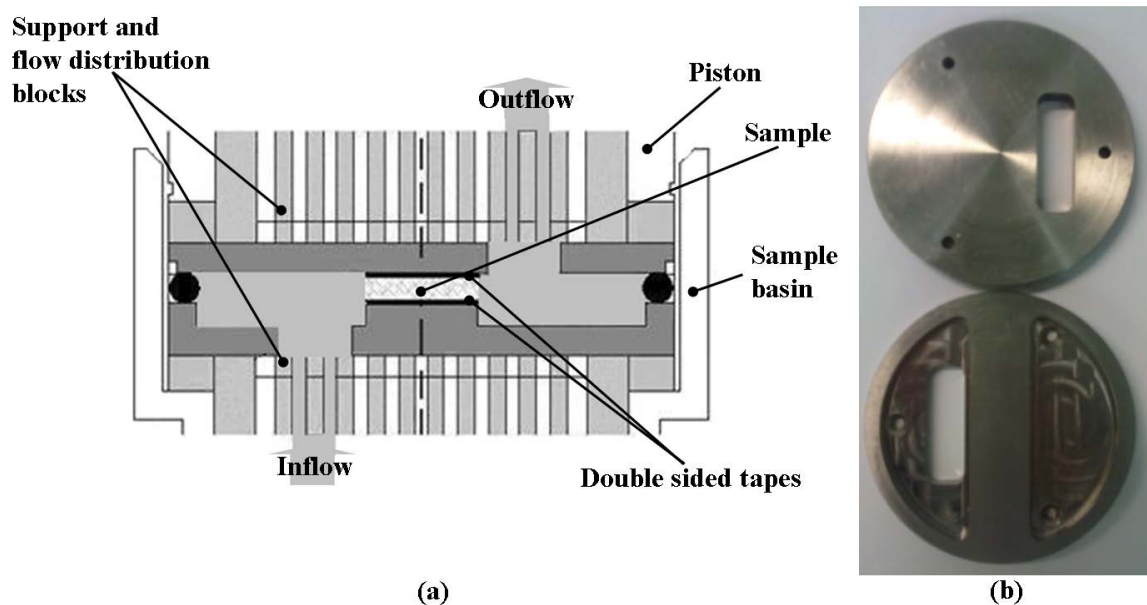 Support and
flow distribution
blocks
Outflow
Piston
Sample
Sample
basin
Inflow
Double sided tapes
(a)
(b)